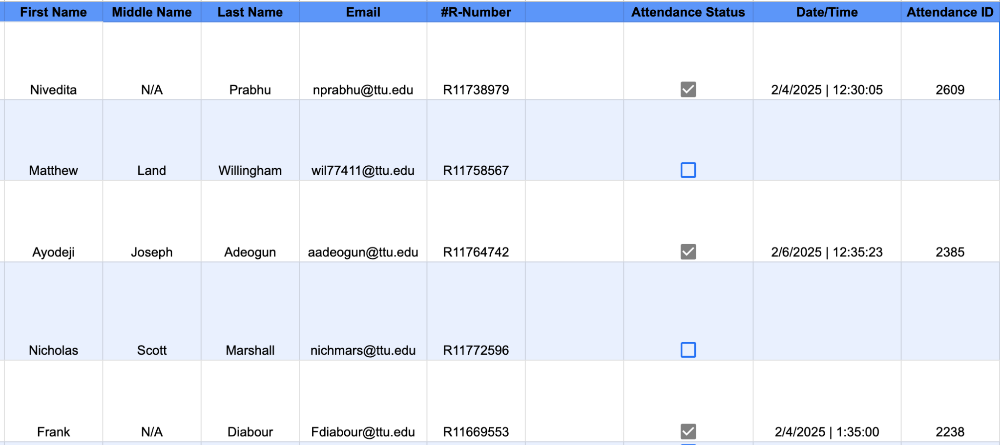 First Name Middle Name Last Name Email #R-Number Attendance Status Date/Time Attendance ID
Nivedita N/A Prabhu nprabhu@ttu.edu R11738979 2/4/2025 | 12:30:05 2609
Matthew Land Willingham wil77411@ttu.edu R11758567
Ayodeji Joseph Adeogun aadeogun@ttu.edu R11764742 2/6/2025 | 12:35:23 2385
Nicholas Scott Marshall nichmars@ttu.edu R11772596
Frank N/A Diabour Fdiabour@ttu.edu R11669553 2/4/2025 | 1:35:00 2238